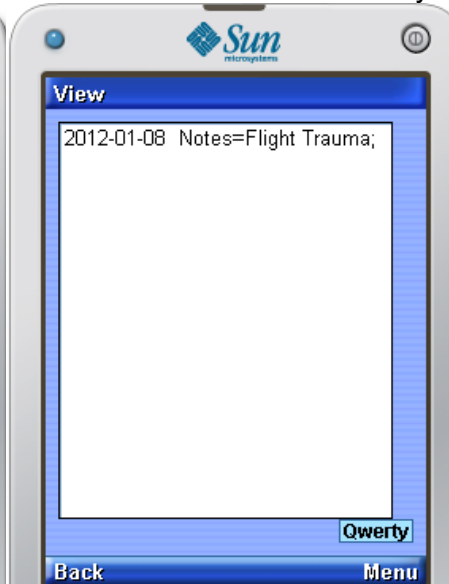 Sun
microsystems
View
2012-01-08 Notes=Flight Trauma;
Qwerty
Back Menu